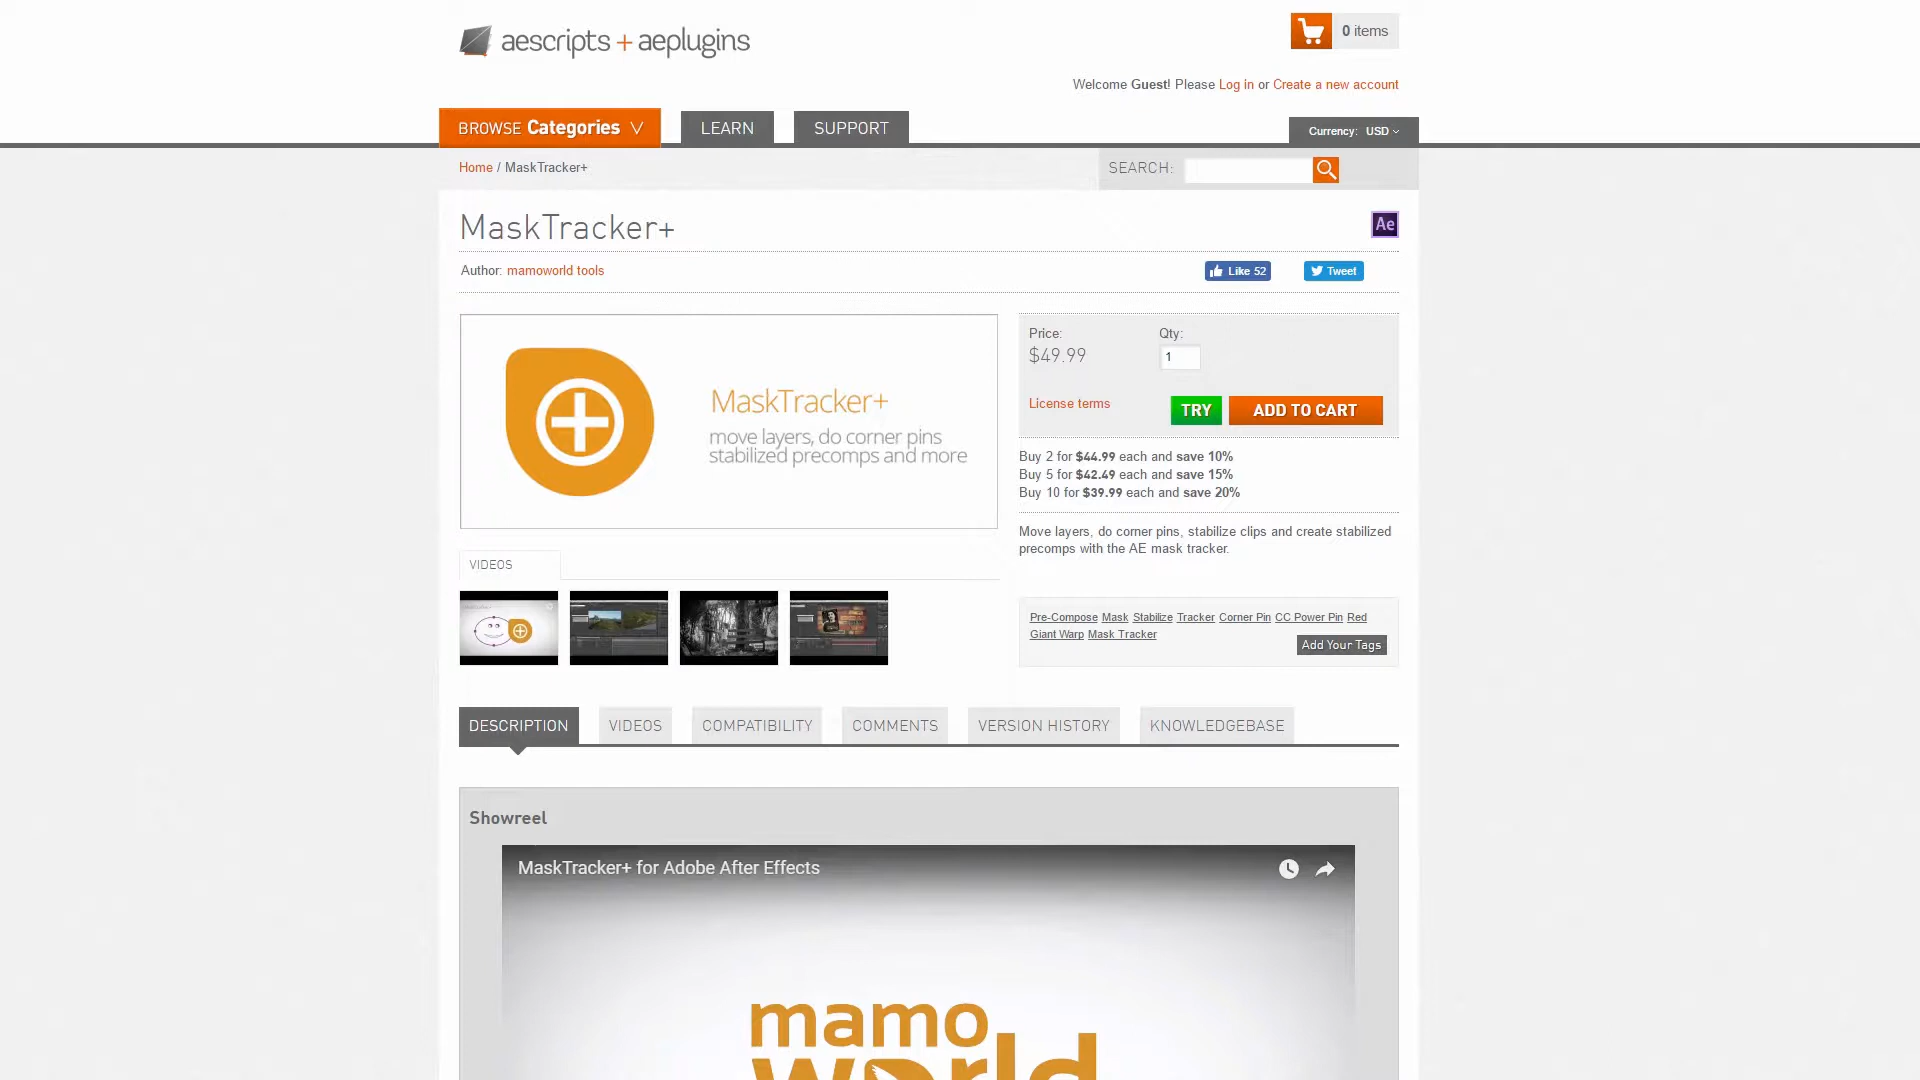 aescripts + aeplugins
0 items
Welcome Guest! Please Log in or Create a new account
BROWSE Categories
LEARN
SUPPORT
Currency: USD
Home / MaskTracker+
SEARCH:
MaskTracker+
Ae
Author: mamoworld tools
Like 52
Tweet
MaskTracker+
move layers, do corner pins
stabilized precomps and more
Price:
Qty:
$49.99
1
License terms
TRY
ADD TO CART
Buy 2 for $44.99 each and save 10%
Buy 5 for $42.49 each and save 15%
Buy 10 for $39.99 each and save 20%
Move layers, do corner pins, stabilize clips and create stabilized
precomps with the AE mask tracker.
VIDEOS
Pre-Compose Mask Stabilize Tracker Corner Pin CC Power Pin Red
Giant Warp Mask Tracker
Add Your Tags
DESCRIPTION
VIDEOS
COMPATIBILITY
COMMENTS
VERSION HISTORY
KNOWLEDGEBASE
Showreel
MaskTracker+ for Adobe After Effects
mamo
world